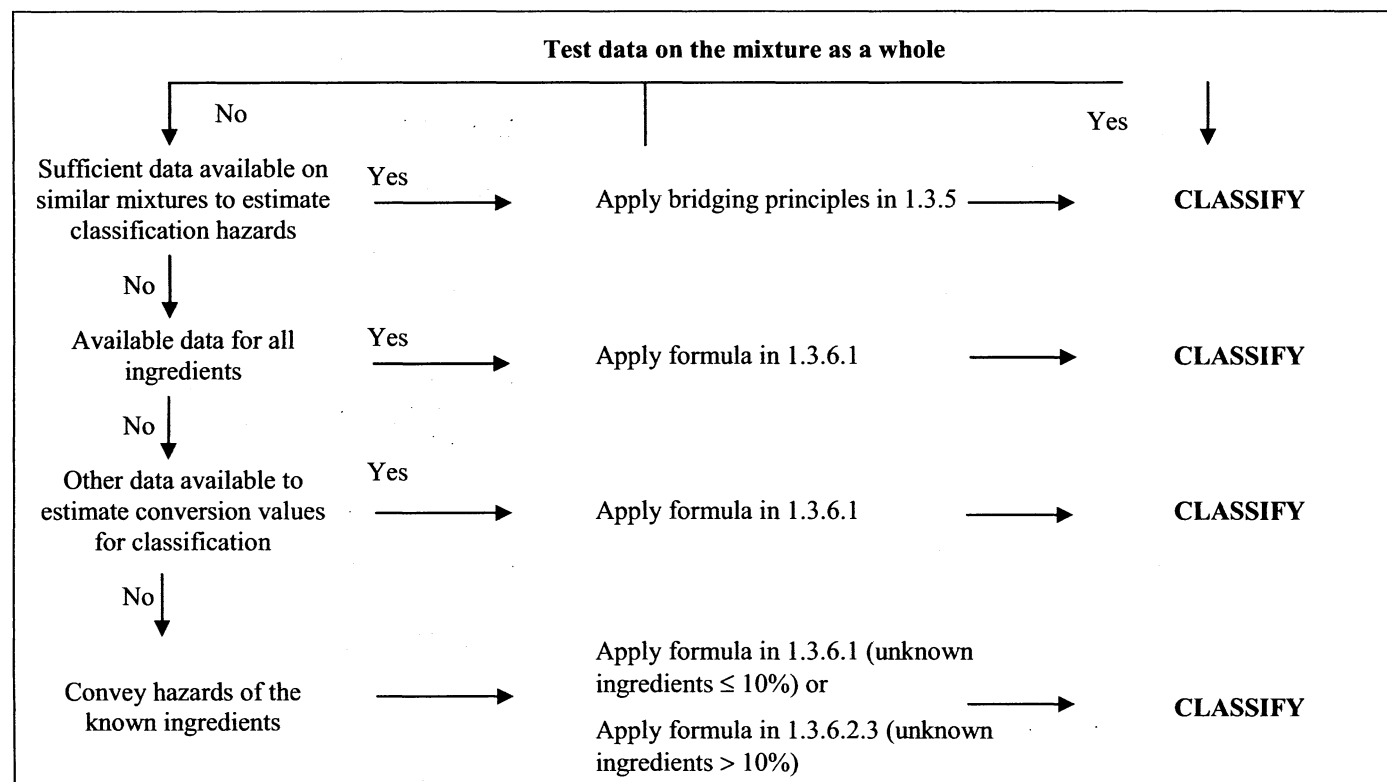 Test data on the mixture as a whole
No
Yes
Sufficient data available on
similar mixtures to estimate
classification hazards
Yes
Apply bridging principles in 1.3.5
CLASSIFY
No
Available data for all
ingredients
Yes
Apply formula in 1.3.6.1
CLASSIFY
No
Other data available to
estimate conversion values
for classification
Yes
Apply formula in 1.3.6.1
CLASSIFY
No
Convey hazards of the
known ingredients
Apply formula in 1.3.6.1 (unknown
ingredients ≤ 10%) or
Apply formula in 1.3.6.2.3 (unknown
ingredients > 10%)
CLASSIFY